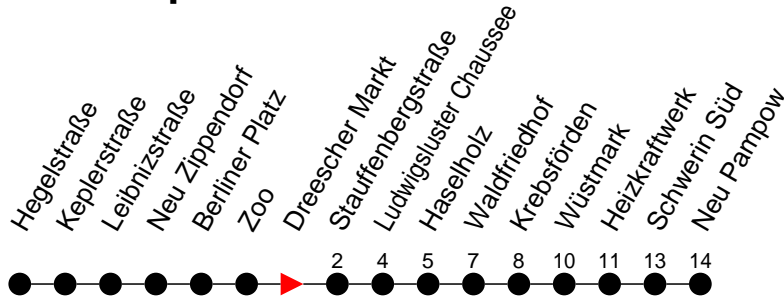 Hegelstraße
Keplerstraße
Leibnizstraße
Neu Zippendorf
Berliner Platz
Zoo
Dreescher Markt
Stauffenbergstraße
Ludwigsluster Chaussee
Haselholz
Waldfriedhof
Krebsförden
Wüstmark
Heizkraftwerk
Schwerin Süd
Neu Pampow
2 4 5 7 8 10 11 13 14